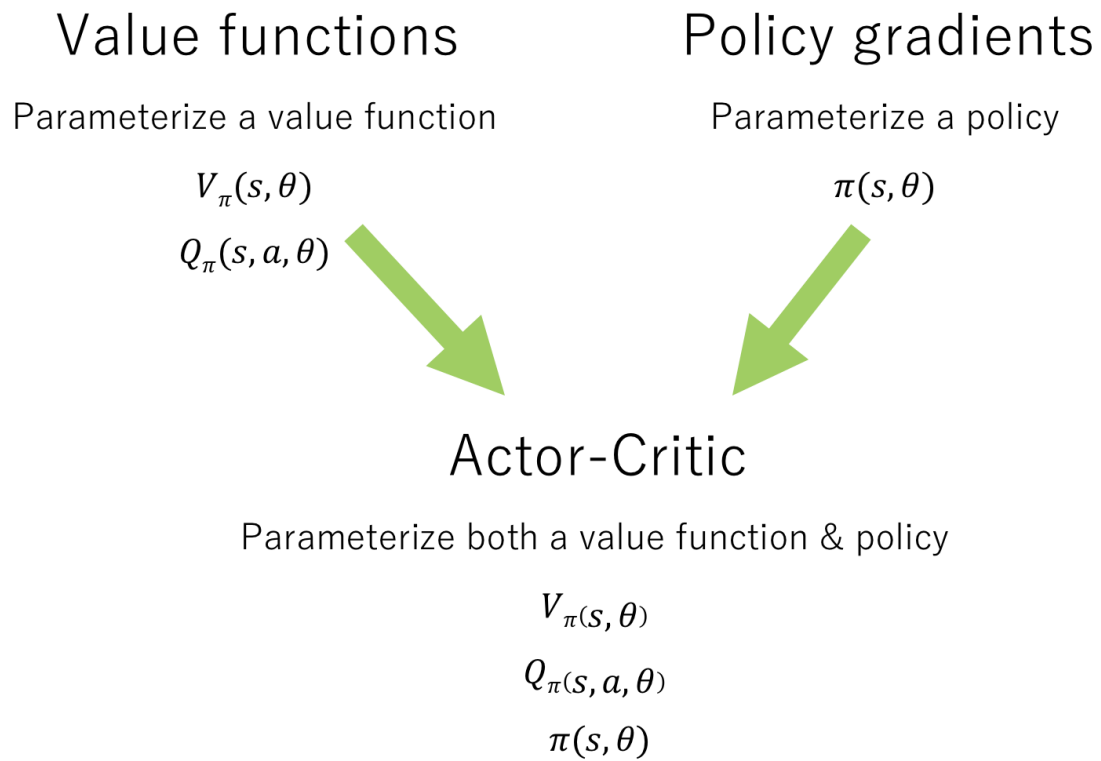 Value functions
Parameterize a value function
V_π(s, θ)
Q_π(s, a, θ)
Policy gradients
Parameterize a policy
π(s, θ)
Actor-Critic
Parameterize both a value function & policy
V_π(s, θ)
Q_π(s, a, θ)
π(s, θ)